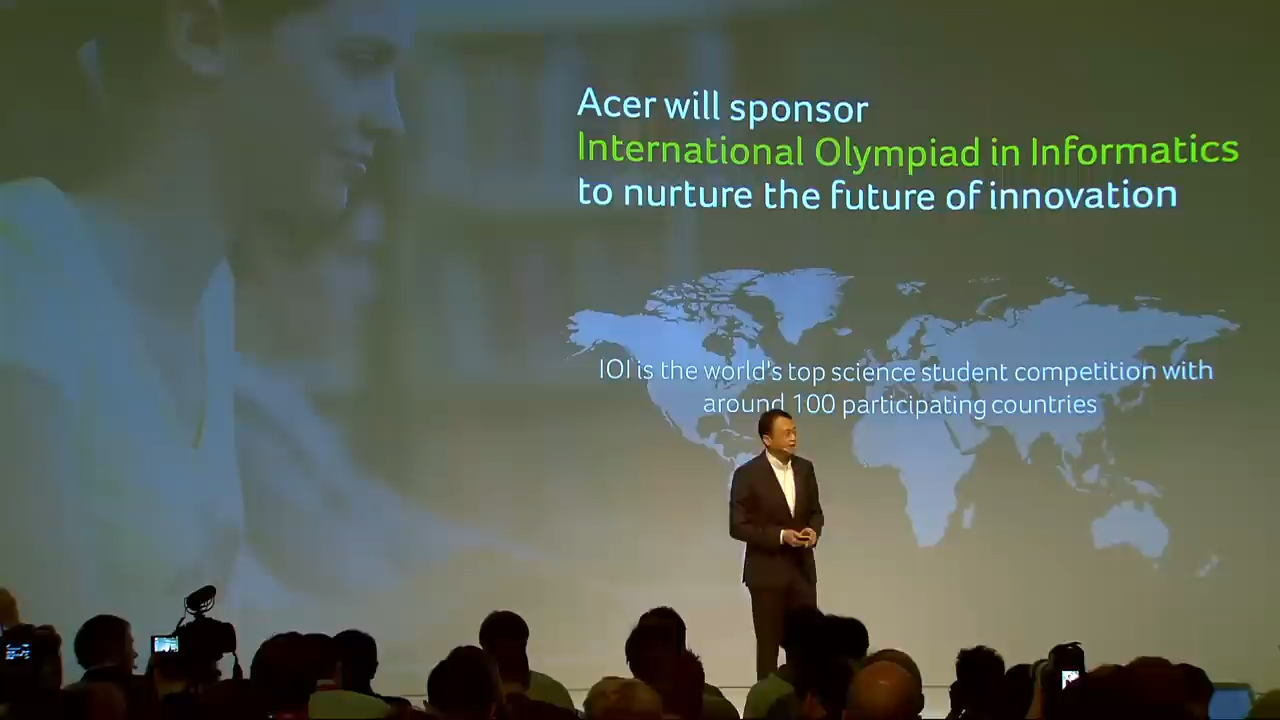 Acer will sponsor
International Olympiad in Informatics
to nurture the future of innovation
IOI is the world's top science student competition with
around 100 participating countries